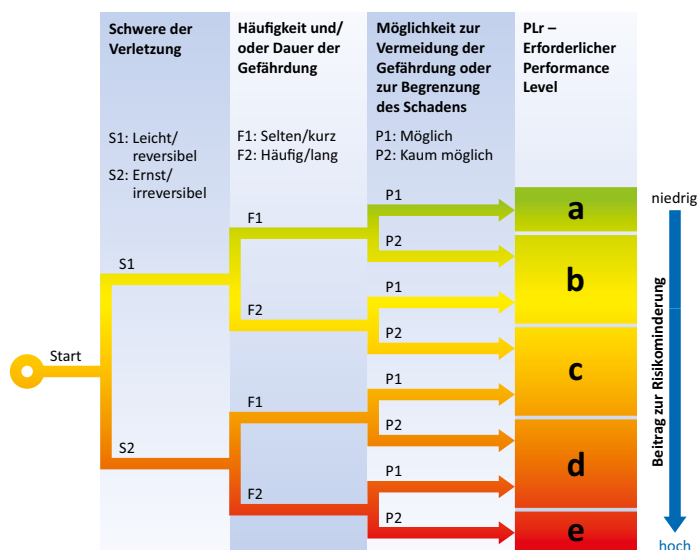 Schwere der
Verletzung
Häufigkeit und/
oder Dauer der
Gefährdung
Möglichkeit zur
Vermeidung der
Gefährdung oder
zur Begrenzung
des Schadens
PLr –
Erforderlicher
Performance
Level
S1: Leicht/
reversibel
S2: Ernst/
irreversibel
F1: Selten/kurz
F2: Häufig/lang
P1: Möglich
P2: Kaum möglich
Start
S1
S2
F1
F2
F1
F2
P1
P2
P1
P2
P1
P2
P1
P2
a
b
c
d
e
niedrig
Beitrag zur Risikominderung
hoch